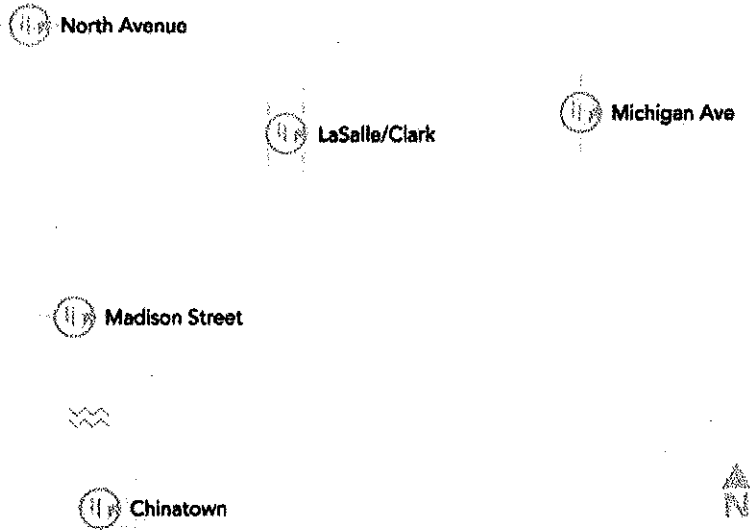 North Avenue
Michigan Ave
LaSalle/Clark
Madison Street
Chinatown
N